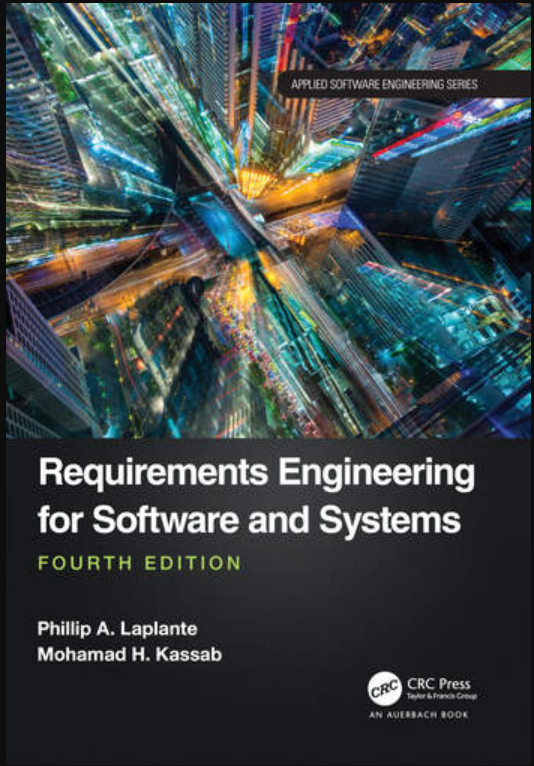 APPLIED SOFTWARE ENGINEERING SERIES
Requirements Engineering
for Software and Systems
FOURTH EDITION
Phillip A. Laplante
Mohamad H. Kassab
CRC
CRC Press
Taylor & Francis Group
AN AUERBACH BOOK